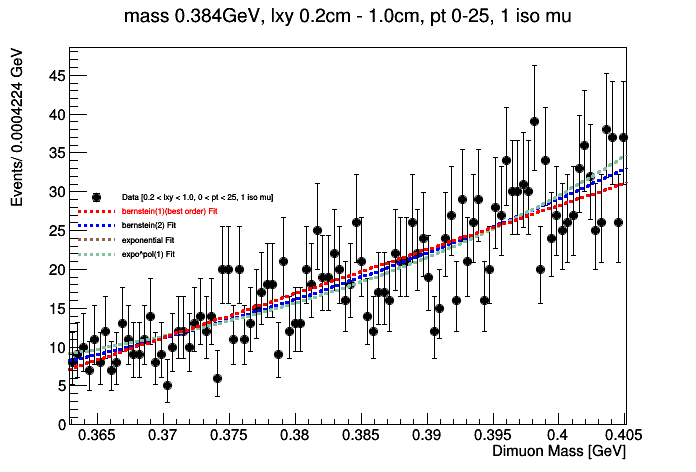 mass 0.384GeV, lxy 0.2cm - 1.0cm, pt 0-25, 1 iso mu
Events/ 0.0004224 GeV
45
40
35
30
25
20
15
10
5
0
Data [0.2 < lxy < 1.0, 0 < pt < 25, 1 iso mu]
bernstein(1)(best order) Fit
bernstein(2) Fit
exponential Fit
expo*pol(1) Fit
0.365 0.37 0.375 0.38 0.385 0.39 0.395 0.4 0.405
Dimuon Mass [GeV]